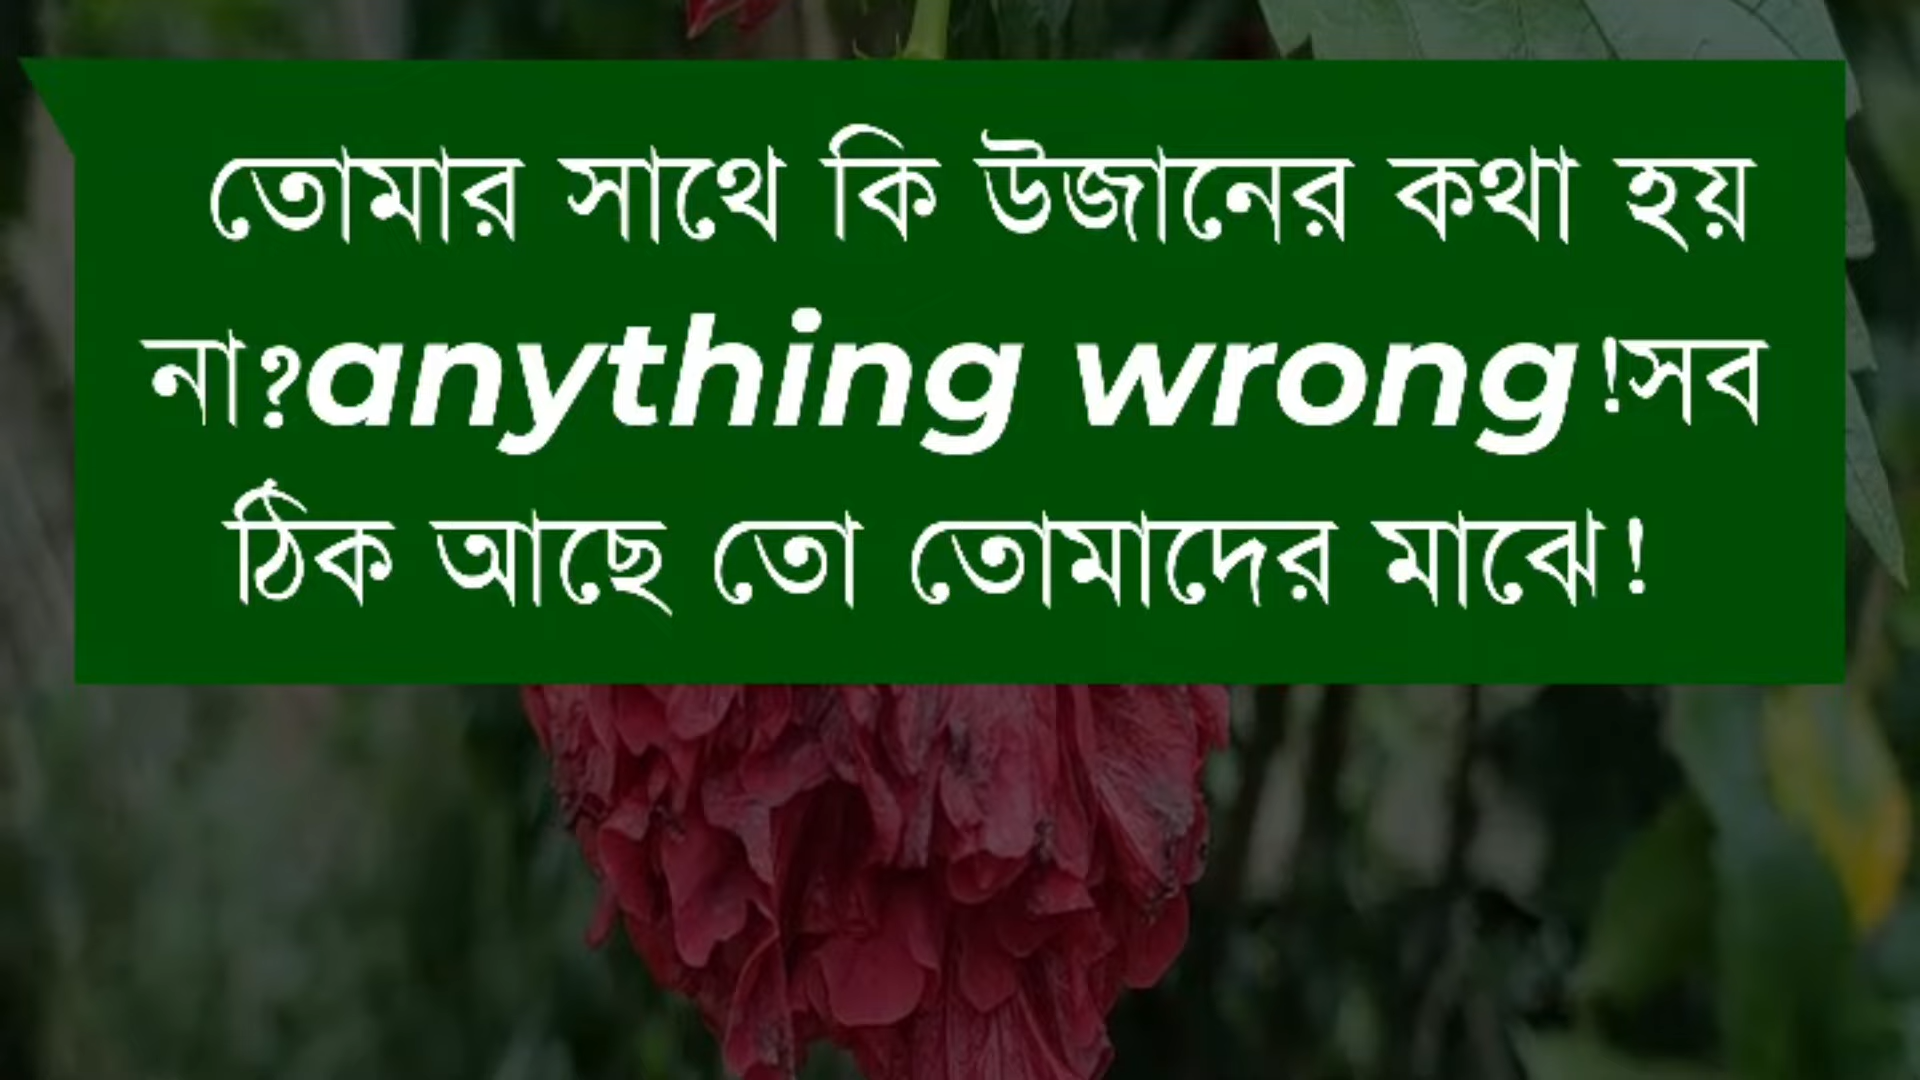 তোমার সাথে কি উজানের কথা হয়
না?anything wrong!সব
ঠিক আছে তো তোমাদের মাঝে!